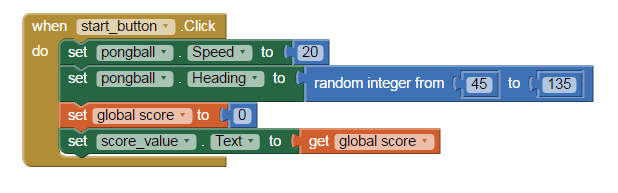 when start_button .Click
do set pongball . Speed to 20
set pongball . Heading to random integer from 45 to 135
set global score to 0
set score_value . Text to get global score